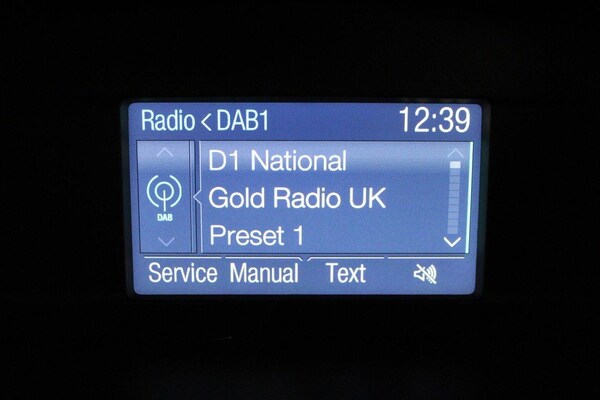 Radio < DAB1 12:39
D1 National
Gold Radio UK
DAB
Preset 1
Service Manual Text